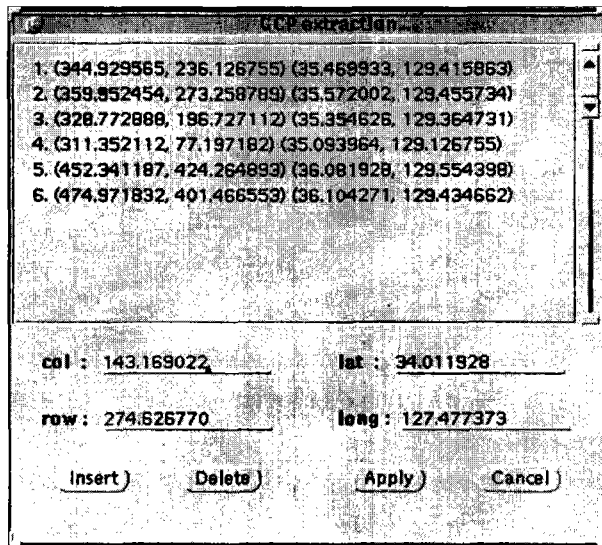 GCP extraction...
1. (344.929565, 236.126755) (35.469933, 129.415863)
2. (359.952454, 273.258789) (35.572002, 129.455734)
3. (328.772888, 196.727112) (35.354626, 129.364731)
4. (311.352112, 77.197182) (35.093964, 129.126755)
5. (452.341187, 424.264893) (36.081928, 129.554398)
6. (474.971832, 401.466553) (36.104271, 129.434662)
col : 143.169022 lat : 34.011928
row : 274.626770 long : 127.477373
Insert Delete Apply Cancel